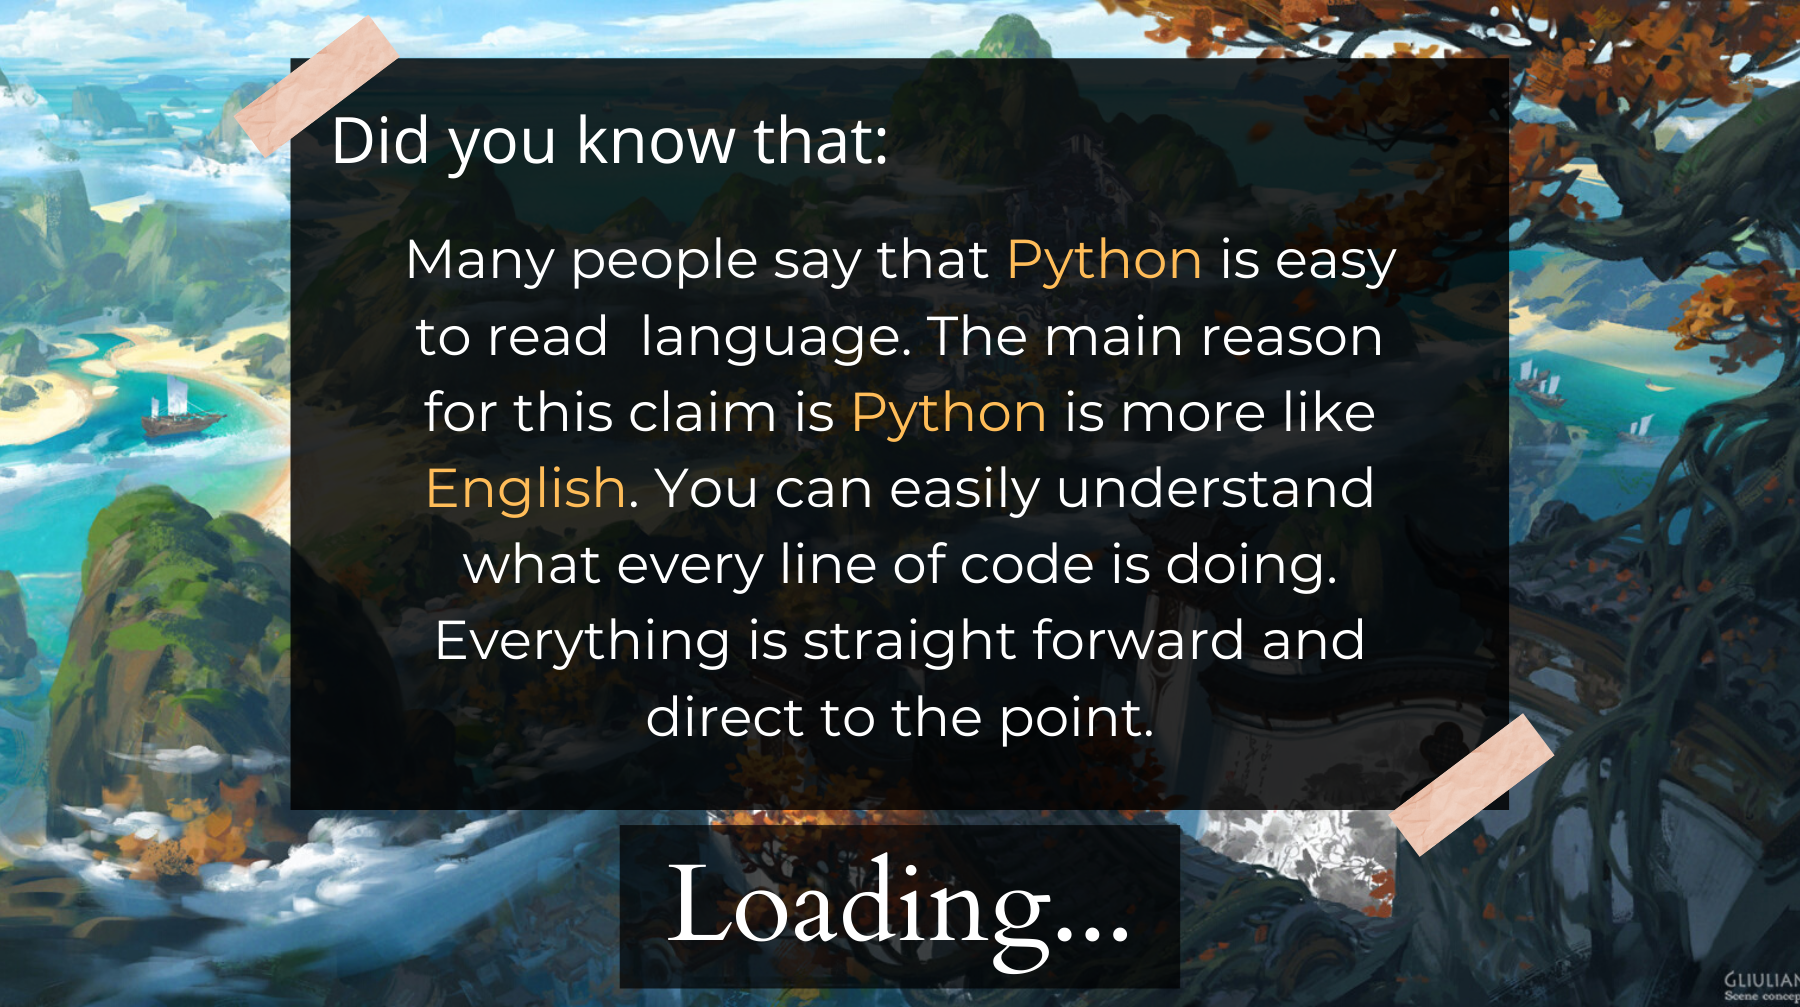 Did you know that:
Many people say that Python is easy
to read  language. The main reason
for this claim is Python is more like
English. You can easily understand
what every line of code is doing.
Everything is straight forward and
direct to the point.
Loading...
GLIULIAN
Scene concep